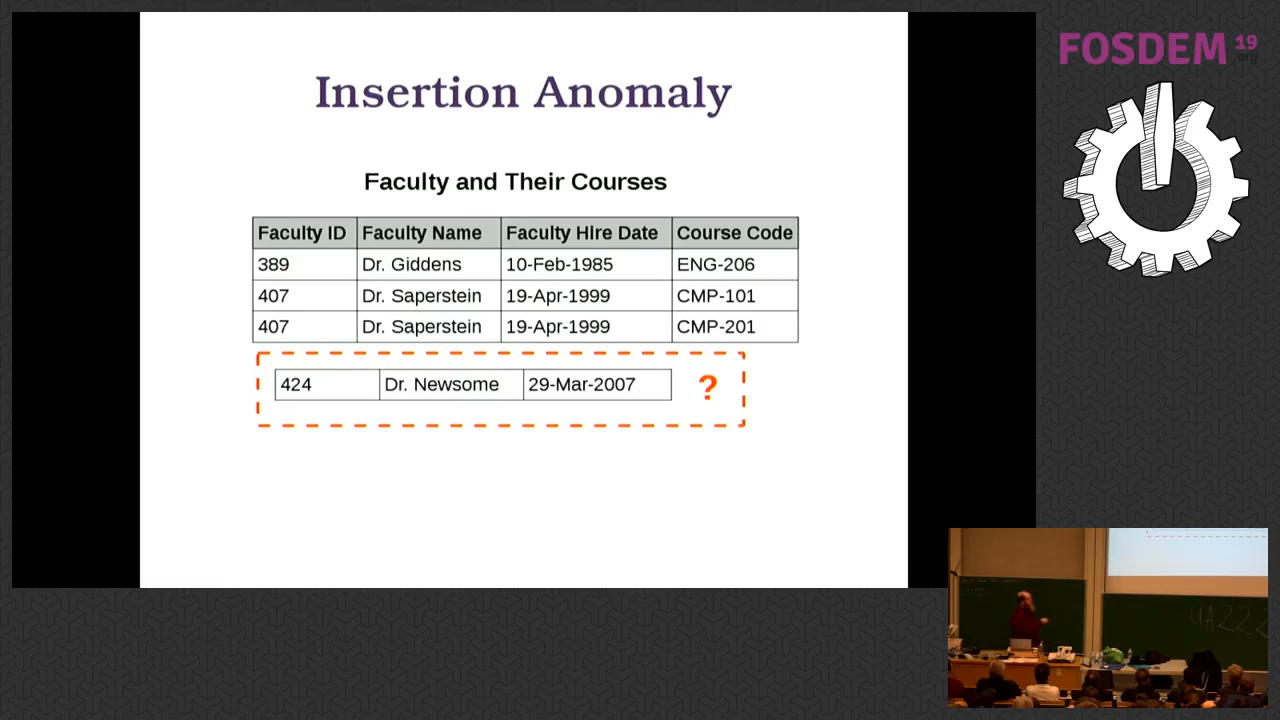 Insertion Anomaly
FOSDEM 19
.org
Faculty and Their Courses
Faculty ID Faculty Name Faculty Hire Date Course Code
389 Dr. Giddens 10-Feb-1985 ENG-206
407 Dr. Saperstein 19-Apr-1999 CMP-101
407 Dr. Saperstein 19-Apr-1999 CMP-201
424 Dr. Newsome 29-Mar-2007 ?